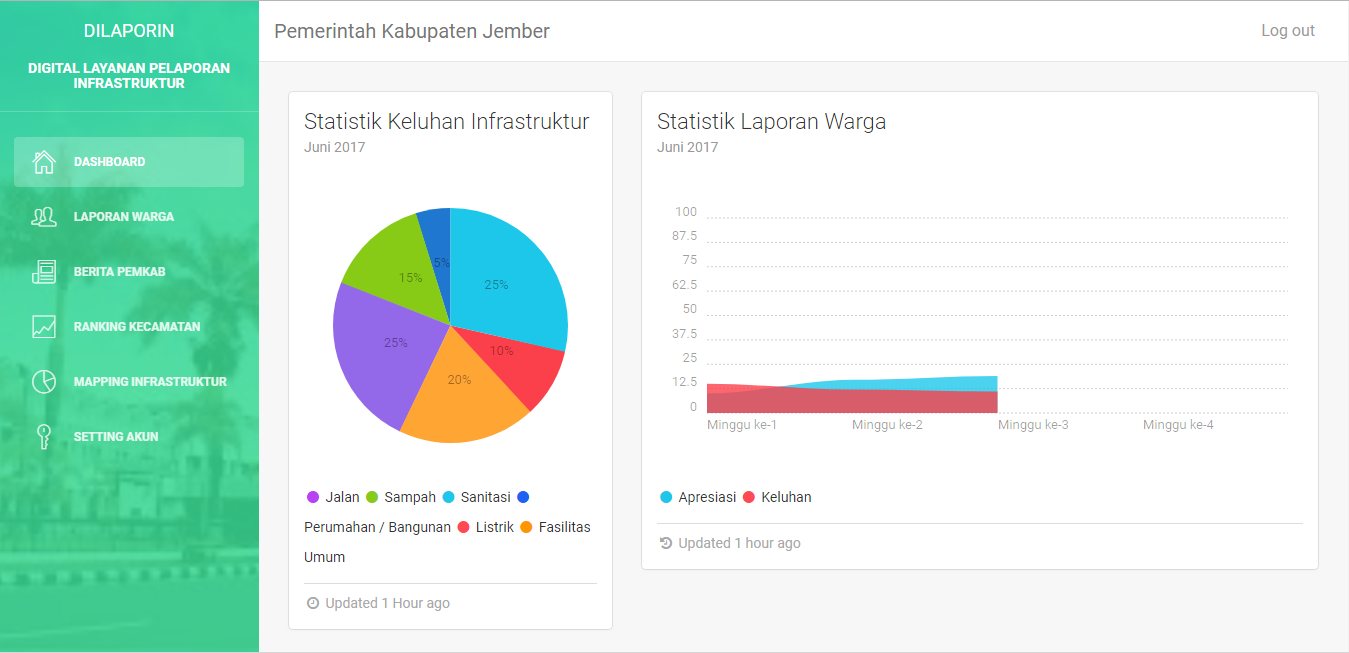 DILAPORIN
DIGITAL LAYANAN PELAPORAN
INFRASTRUKTUR
DASHBOARD
LAPORAN WARGA
BERITA PEMKAB
RANKING KECAMATAN
MAPPING INFRASTRUKTUR
SETTING AKUN
Pemerintah Kabupaten Jember
Log out
Statistik Keluhan Infrastruktur
Juni 2017
5%
15%
25%
25%
10%
20%
Jalan Sampah Sanitasi
Perumahan / Bangunan Listrik Fasilitas
Umum
Updated 1 Hour ago
Statistik Laporan Warga
Juni 2017
100
87.5
75
62.5
50
37.5
25
12.5
0
Minggu ke-1 Minggu ke-2 Minggu ke-3 Minggu ke-4
Apresiasi Keluhan
Updated 1 hour ago